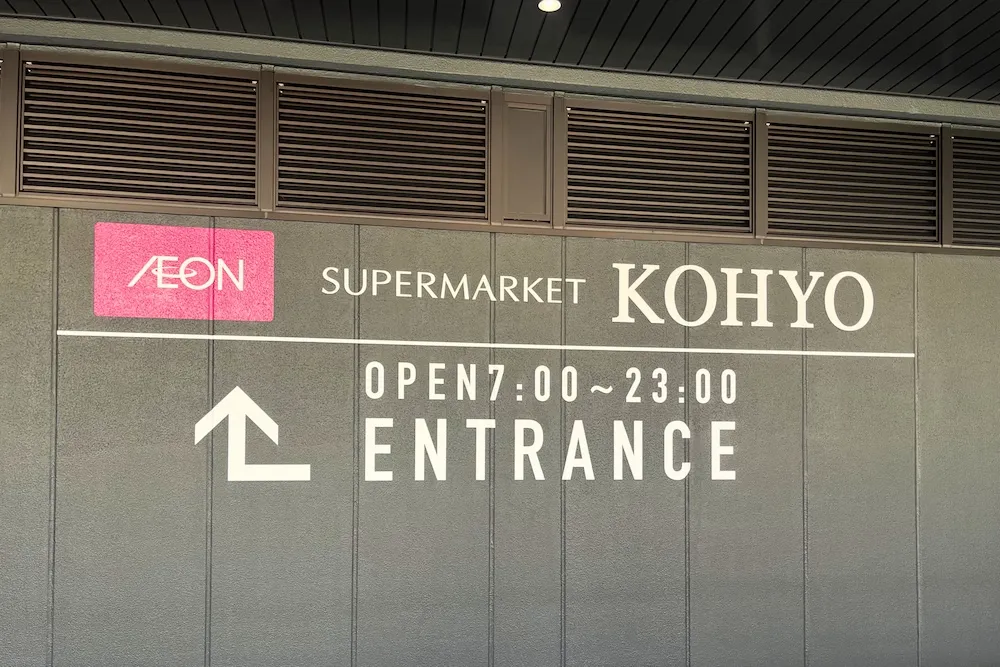 ÆON SUPERMARKET KOHYO
OPEN7:00~23:00
ENTRANCE